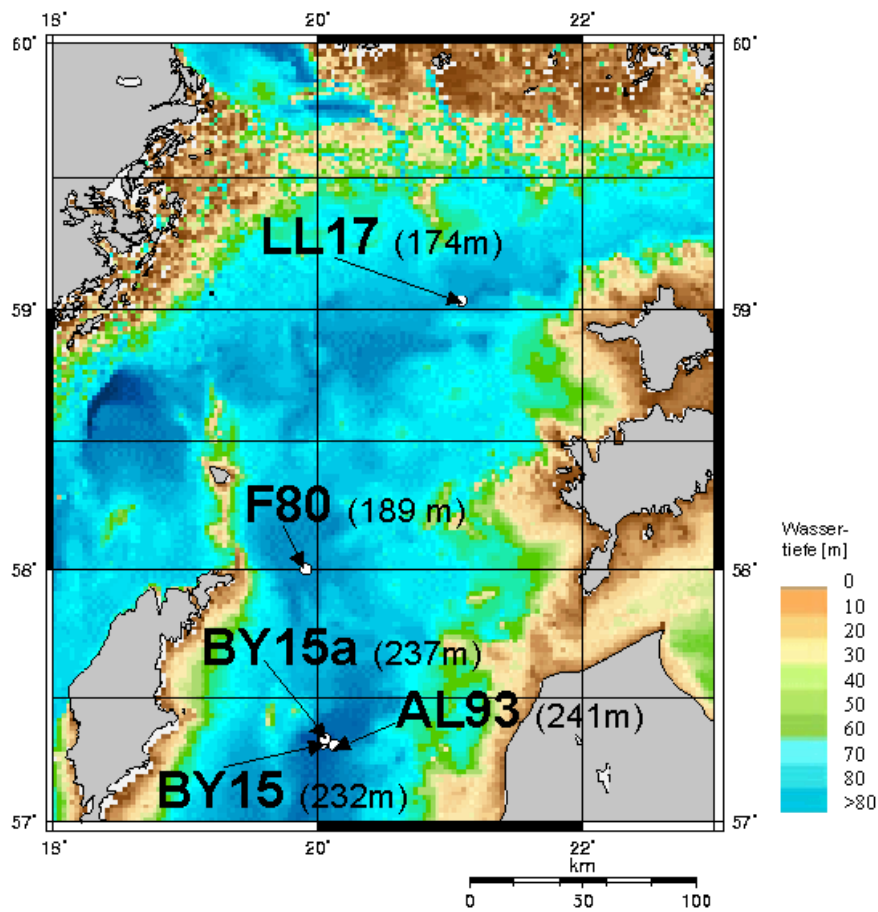 18° 20° 22°
60° 60°
LL17 (174m)
59° 59°
F80 (189 m)
58° 58°
BY15a (237m)
AL93 (241m)
BY15 (232m)
57° 57°
18° 20° 22°
km
0 50 100
Wasser-
tiefe [m]
0
10
20
30
40
50
60
70
80
>80